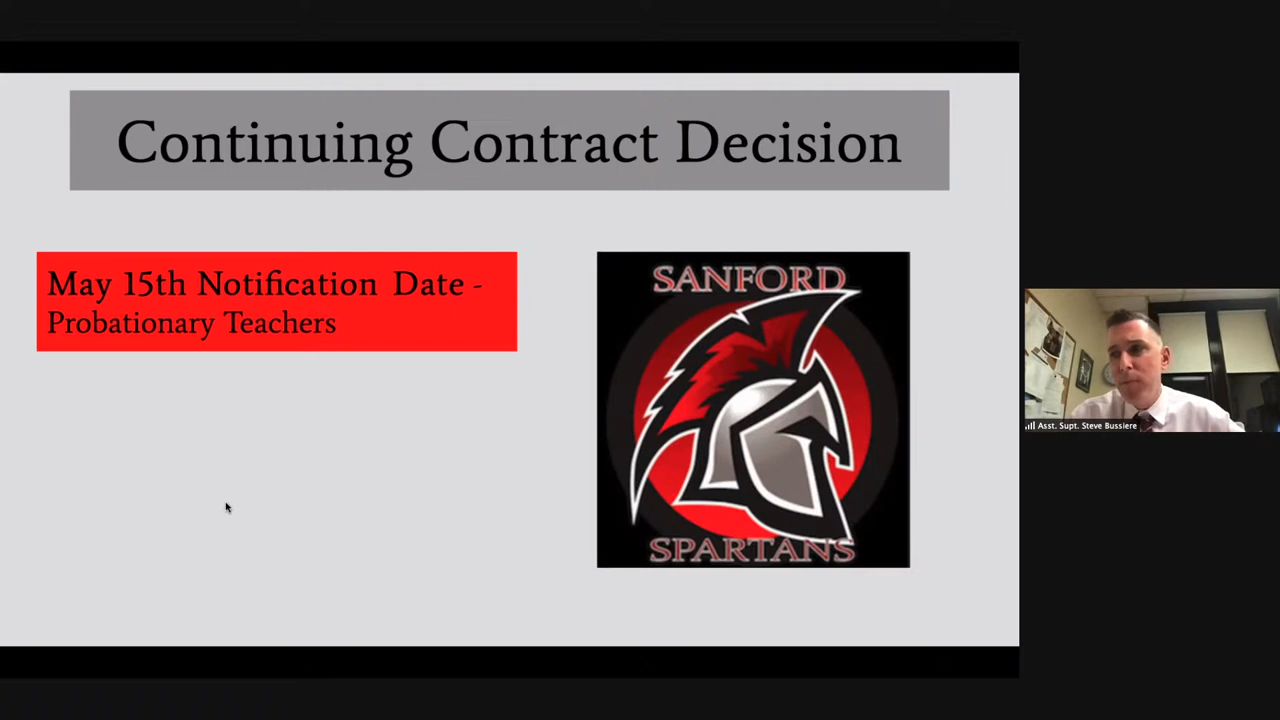 Continuing Contract Decision
May 15th Notification Date -
Probationary Teachers
SANFORD
SPARTANS
Asst. Supt. Steve Bussiere